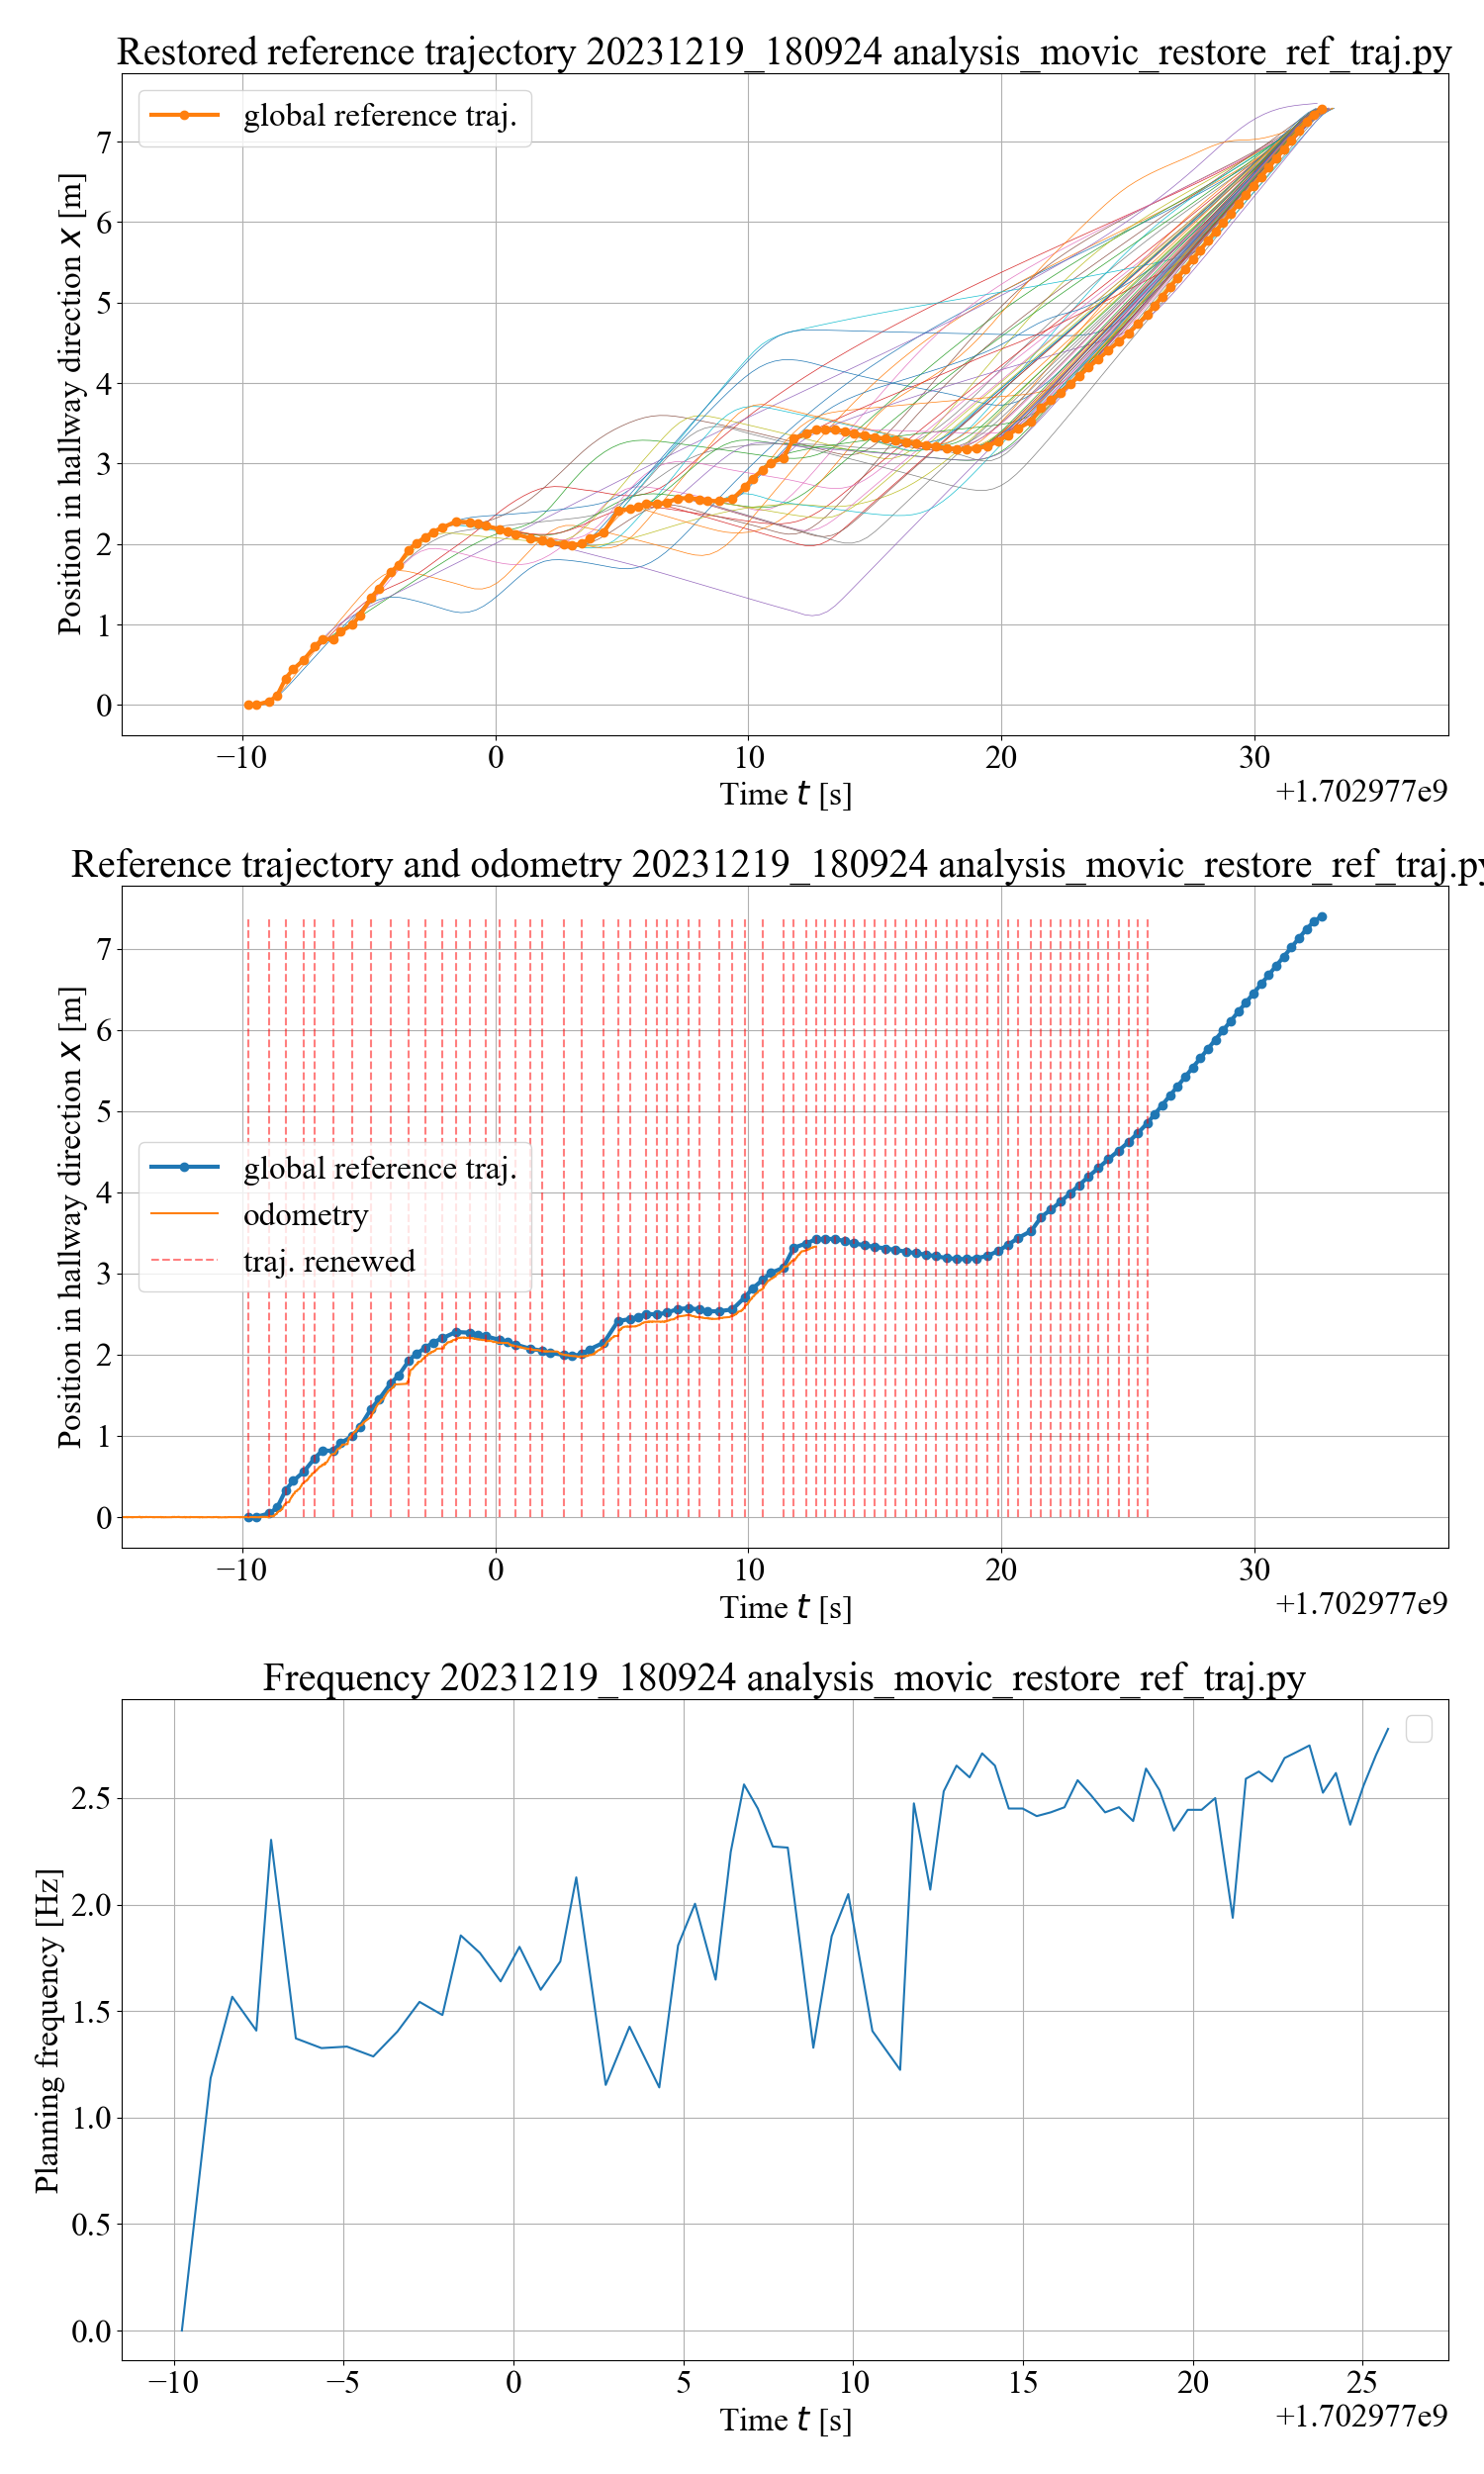 Restored reference trajectory 20231219_180924 analysis_movic_restore_ref_traj.py
global reference traj.
Position in hallway direction x [m]
7
6
5
4
3
2
1
0
−10 0 10 20 30
Time t [s]
+1.702977e9
Reference trajectory and odometry 20231219_180924 analysis_movic_restore_ref_traj.py
Position in hallway direction x [m]
7
6
5
4
3
2
1
0
global reference traj.
odometry
traj. renewed
−10 0 10 20 30
Time t [s]
+1.702977e9
Frequency 20231219_180924 analysis_movic_restore_ref_traj.py
Planning frequency [Hz]
2.5
2.0
1.5
1.0
0.5
0.0
−10 −5 0 5 10 15 20 25
Time t [s]
+1.702977e9